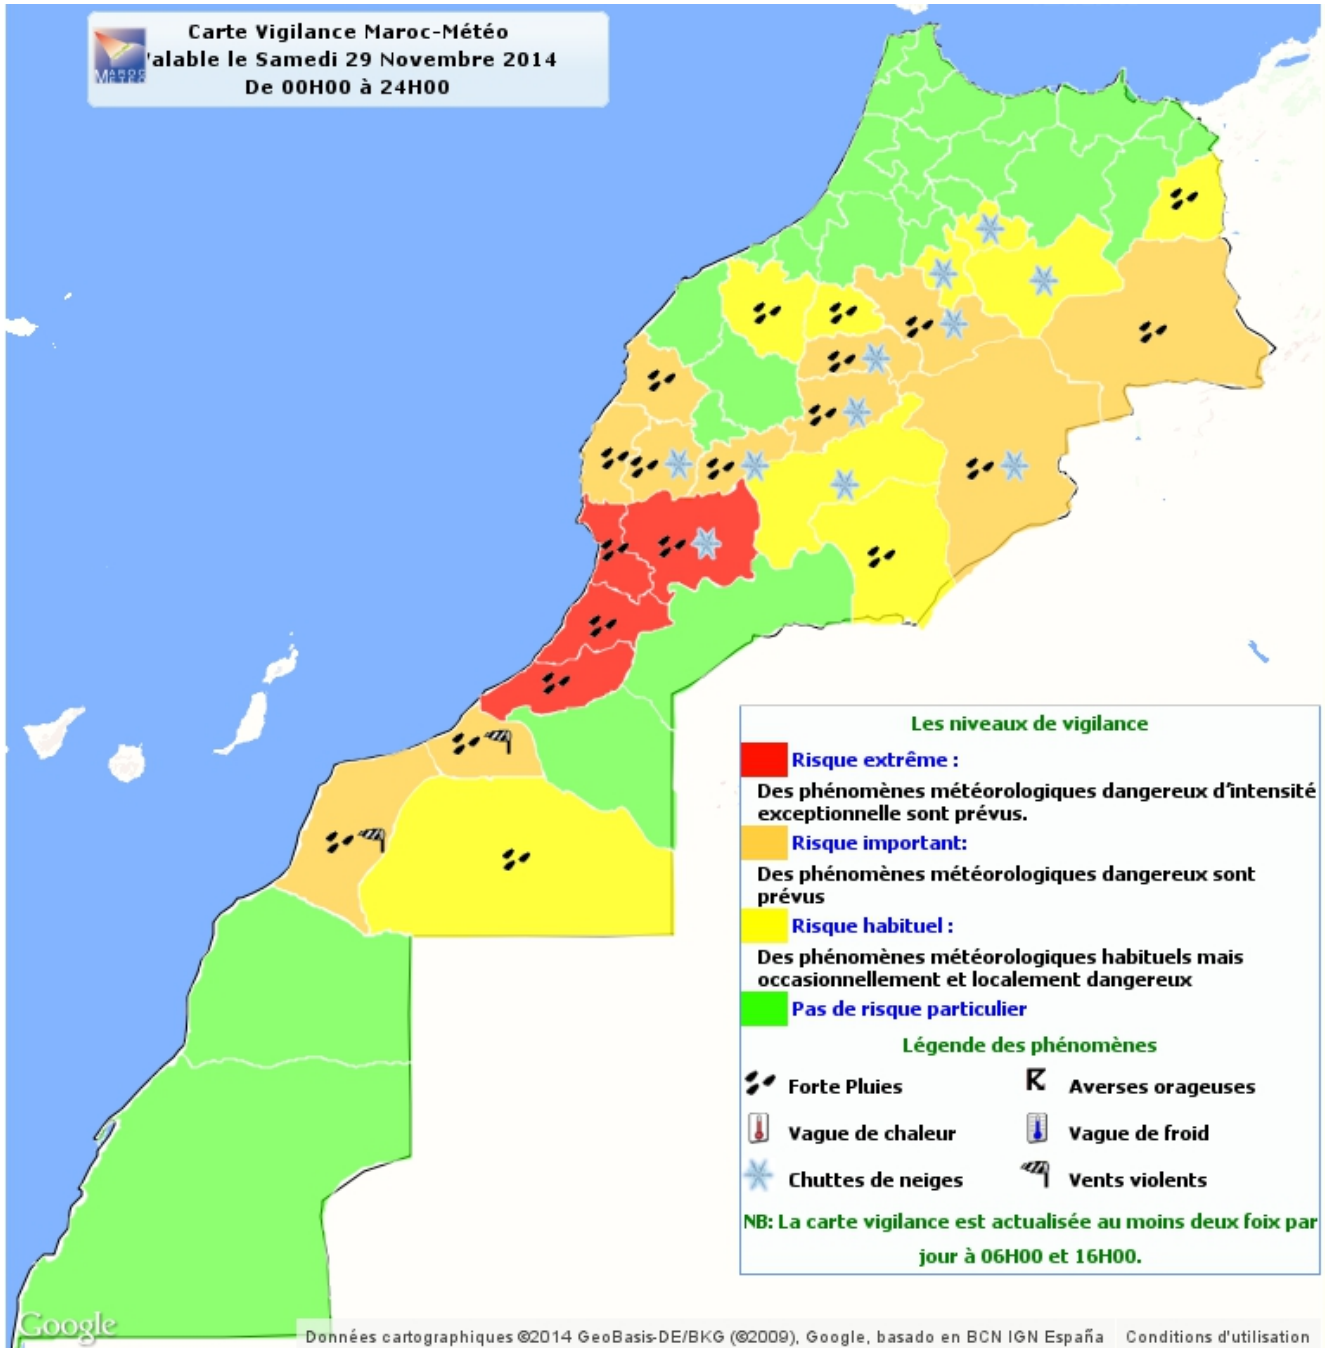 Carte Vigilance Maroc-Météo
alable le Samedi 29 Novembre 2014
De 00H00 à 24H00
MAROC
METEO
Les niveaux de vigilance
Risque extrême :
Des phénomènes météorologiques dangereux d'intensité
exceptionnelle sont prévus.
Risque important:
Des phénomènes météorologiques dangereux sont
prévus
Risque habituel :
Des phénomènes météorologiques habituels mais
occasionnellement et localement dangereux
Pas de risque particulier
Légende des phénomènes
Forte Pluies
Averses orageuses
Vague de chaleur
Vague de froid
Chuttes de neiges
Vents violents
NB: La carte vigilance est actualisée au moins deux foix par
jour à 06H00 et 16H00.
Google
Données cartographiques ©2014 GeoBasis-DE/BKG (©2009), Google, basado en BCN IGN España
Conditions d'utilisation